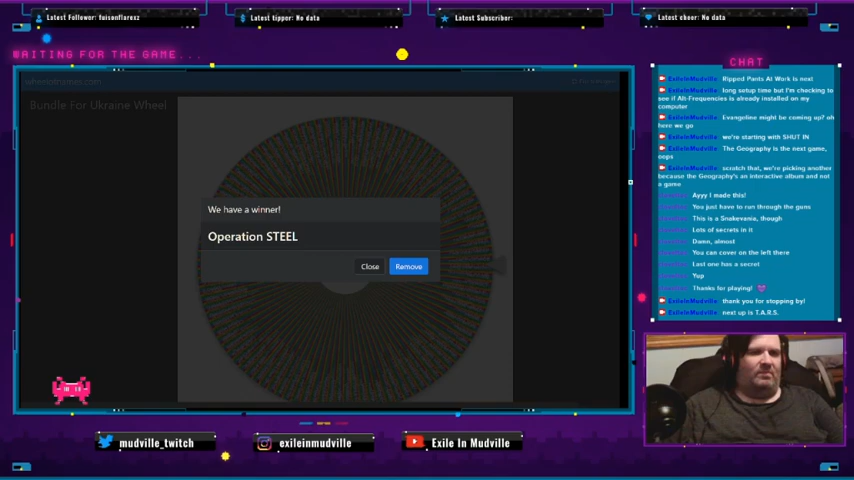 Latest Follower: fuisonflarexz
Latest tipper: No data
Latest Subscriber:
Latest cheer: No data
WAITING FOR THE GAME...
wheelofnames.com
Bundle For Ukraine Wheel
We have a winner!
Operation STEEL
Close
Remove
CHAT
ExileInMudville Ripped Pants At Work is next
ExileInMudville long setup time but I'm checking to
see if Alt-Frequencies is already installed on my
computer
ExileInMudville Evangeline might be coming up? oh
here we go
ExileInMudville we're starting with SHUT IN
ExileInMudville The Geography is the next game,
oops
ExileInMudville scratch that, we're picking another
because the Geography's an interactive album and not
a game
Ayyy I made this!
You just have to run through the guns
This is a Snakevania, though
Lots of secrets in it
Damn, almost
You can cover on the left there
Last one has a secret
Yup
Thanks for playing!
ExileInMudville thank you for stopping by!
ExileInMudville next up is T.A.R.S.
mudville_twitch
exileinmudville
Exile In Mudville